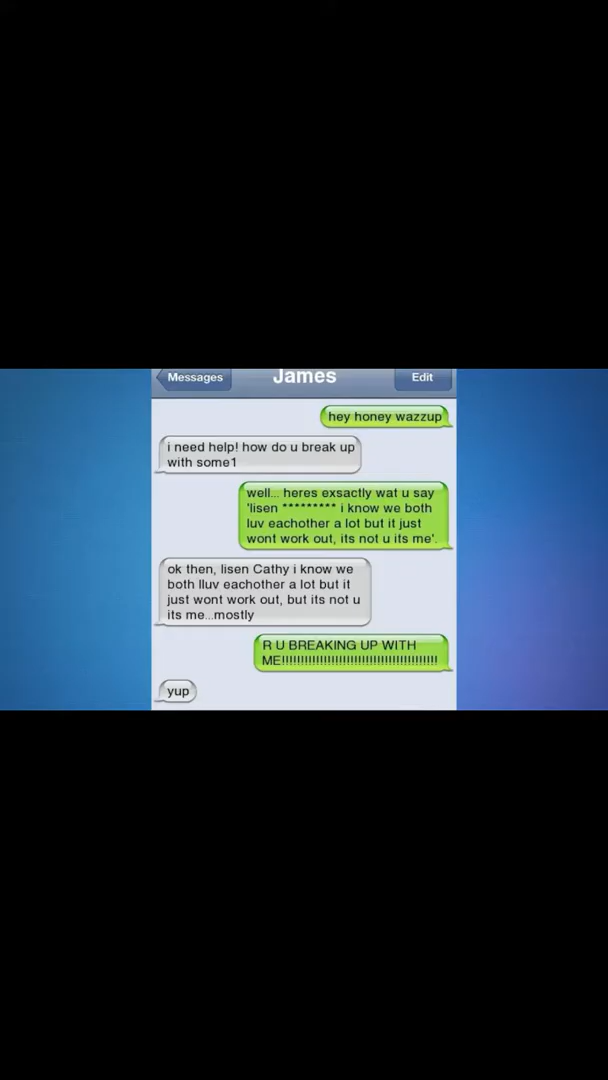 Messages James Edit
hey honey wazzup
i need help! how do u break up
with some1
well... heres exsactly wat u say
'lisen ********* i know we both
luv eachother a lot but it just
wont work out, its not u its me'.
ok then, lisen Cathy i know we
both lluv eachother a lot but it
just wont work out, but its not u
its me...mostly
R U BREAKING UP WITH
ME!!!!!!!!!!!!!!!!!!!!!!!!!!!!!!!!!!!!!!!!!
yup